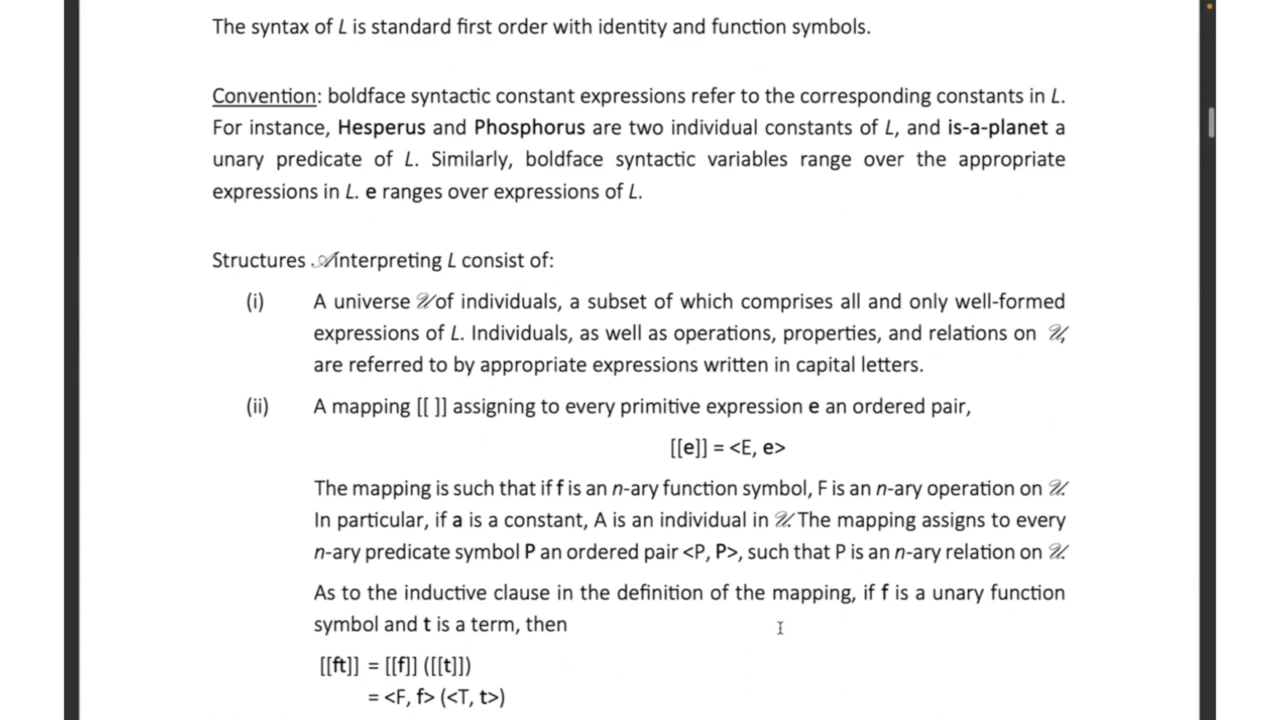 The syntax of L is standard first order with identity and function symbols.
Convention: boldface syntactic constant expressions refer to the corresponding constants in L.
For instance, Hesperus and Phosphorus are two individual constants of L, and is-a-planet a
unary predicate of L. Similarly, boldface syntactic variables range over the appropriate
expressions in L. e ranges over expressions of L.
Structures 𝒜 interpreting L consist of:
(i) A universe 𝒰 of individuals, a subset of which comprises all and only well-formed
expressions of L. Individuals, as well as operations, properties, and relations on 𝒰,
are referred to by appropriate expressions written in capital letters.
(ii) A mapping [[ ]] assigning to every primitive expression e an ordered pair,
[[e]] = <E, e>
The mapping is such that if f is an n-ary function symbol, F is an n-ary operation on 𝒰.
In particular, if a is a constant, A is an individual in 𝒰. The mapping assigns to every
n-ary predicate symbol P an ordered pair <P, P>, such that P is an n-ary relation on 𝒰.
As to the inductive clause in the definition of the mapping, if f is a unary function
symbol and t is a term, then
[[ft]] = [[f]] ([[t]])
= <F, f> (<T, t>)